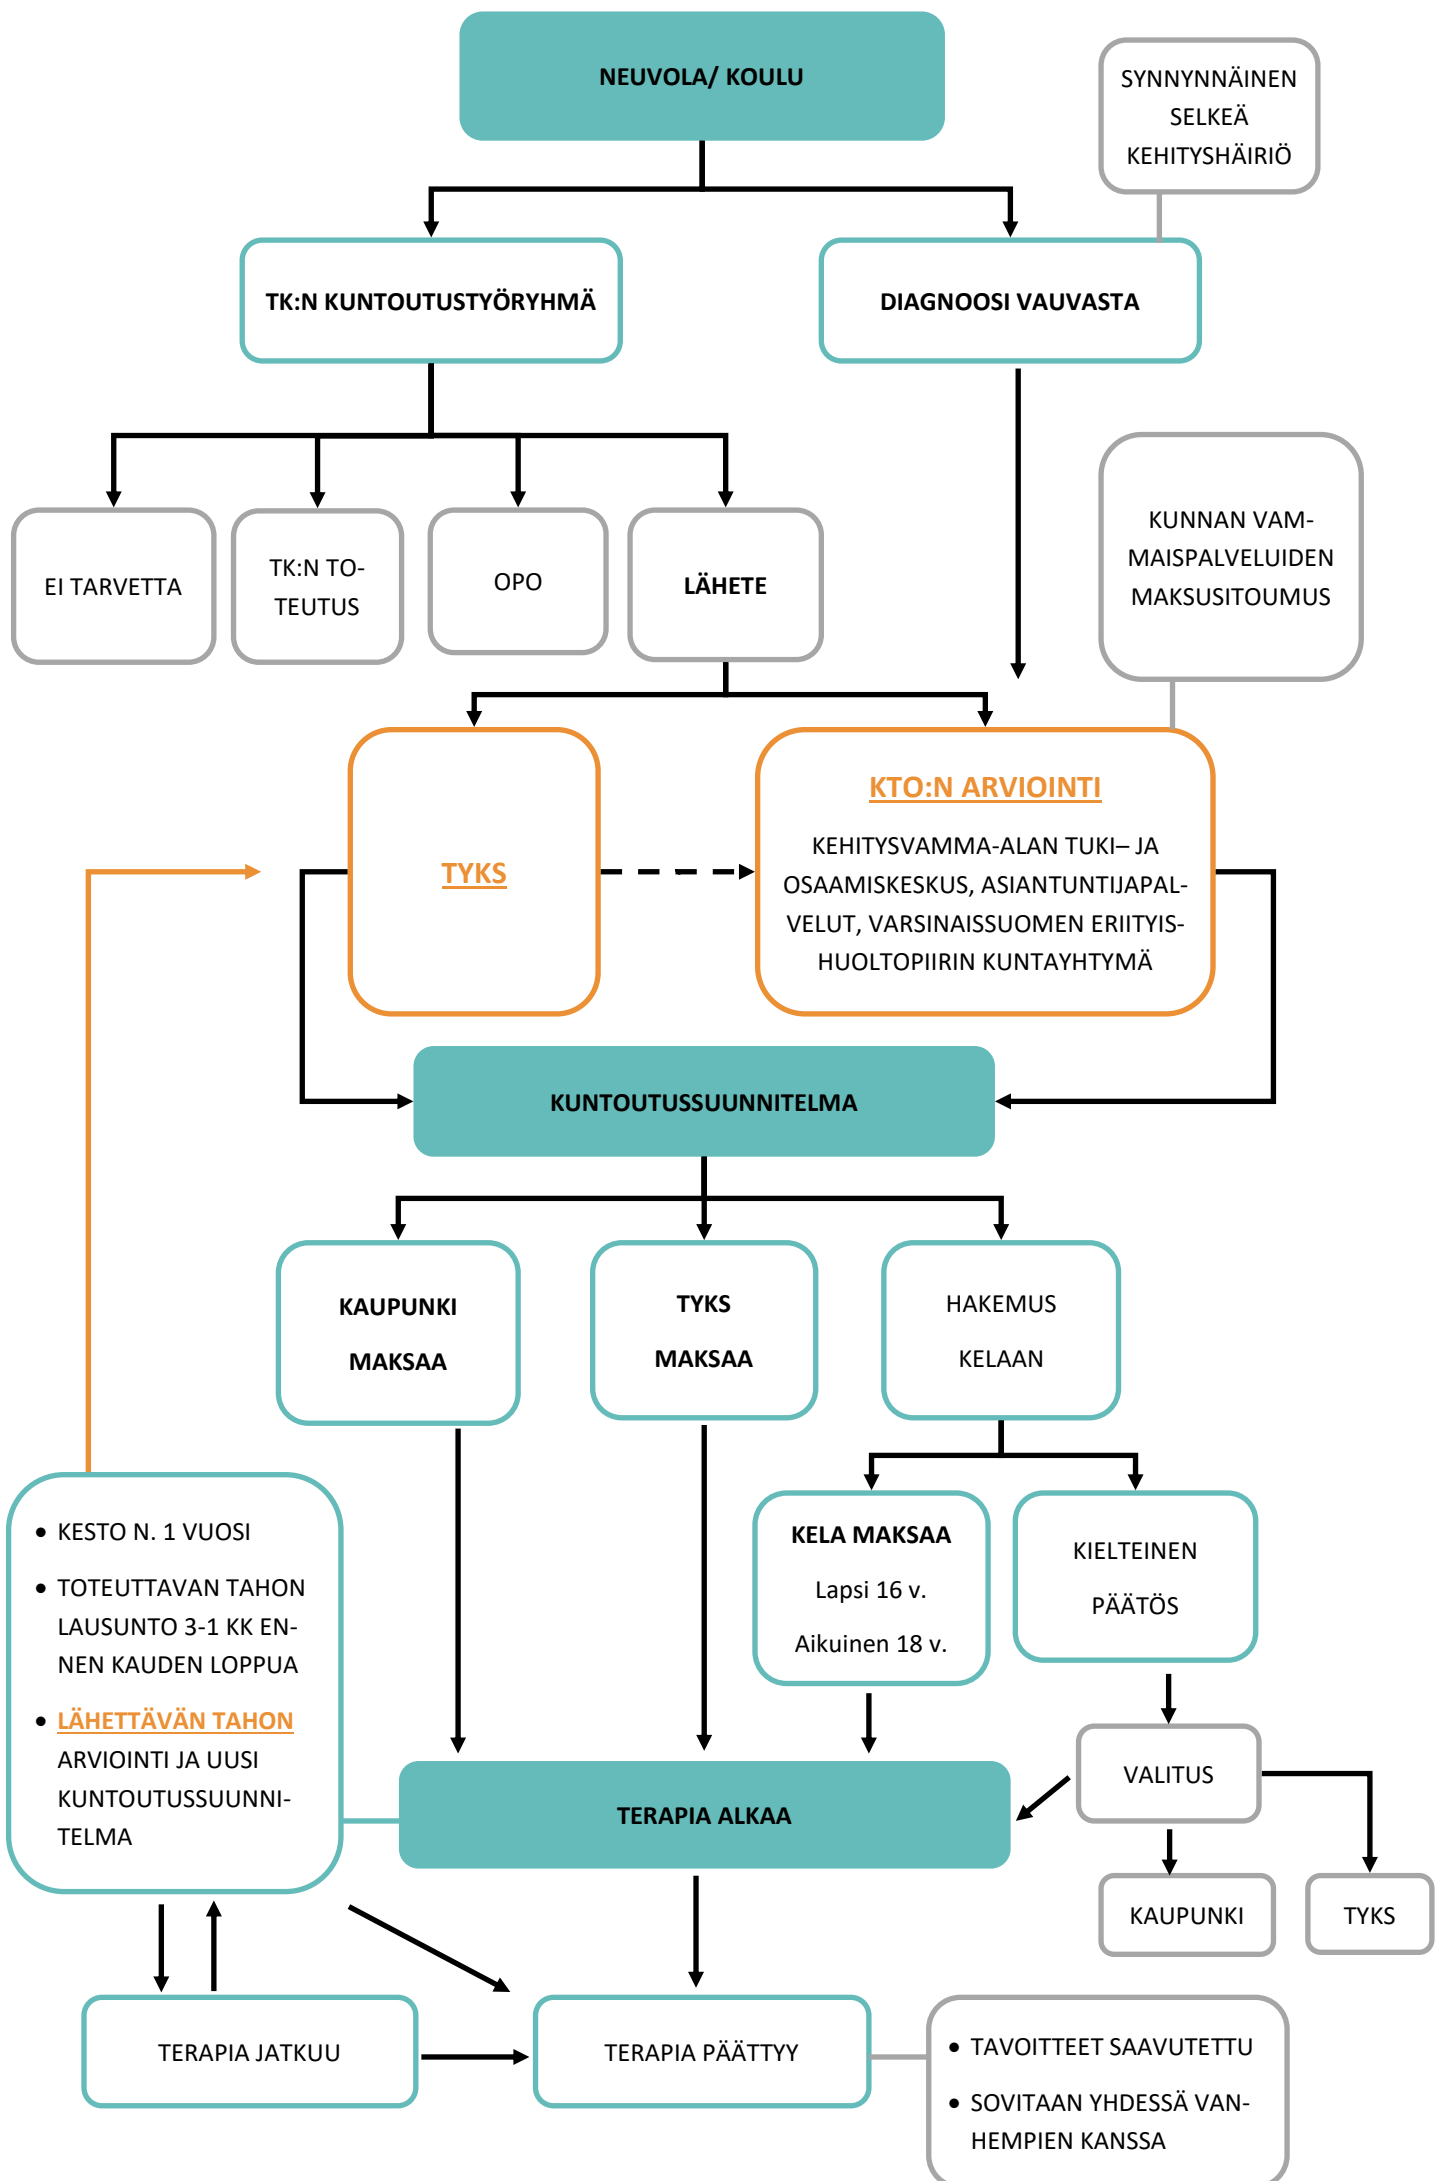 NEUVOLA/ KOULU
SYNNYNNÄINEN
SELKEÄ
KEHITYSHÄIRIÖ
TK:N KUNTOUTUSTYÖRYHMÄ
DIAGNOOSI VAUVASTA
EI TARVETTA
TK:N TO-
TEUTUS
OPO
LÄHETE
KUNNAN VAM-
MAISPALVELUIDEN
MAKSUSITOUMUS
TYKS
KTO:N ARVIOINTI
KEHITYSVAMMA-ALAN TUKI– JA
OSAAMISKESKUS, ASIANTUNTIJAPAL-
VELUT, VARSINAISSUOMEN ERIITYIS-
HUOLTOPIIRIN KUNTAYHTYMÄ
KUNTOUTUSSUUNNITELMA
KAUPUNKI
MAKSAA
TYKS
MAKSAA
HAKEMUS
KELAAN
KELA MAKSAA
Lapsi 16 v.
Aikuinen 18 v.
KIELTEINEN
PÄÄTÖS
• KESTO N. 1 VUOSI
• TOTEUTTAVAN TAHON
LAUSUNTO 3-1 KK EN-
NEN KAUDEN LOPPUA
• LÄHETTÄVÄN TAHON
ARVIOINTI JA UUSI
KUNTOUTUSSUUNNI-
TELMA
VALITUS
TERAPIA ALKAA
KAUPUNKI
TYKS
TERAPIA JATKUU
TERAPIA PÄÄTTYY
• TAVOITTEET SAAVUTETTU
• SOVITAAN YHDESSÄ VAN-
HEMPIEN KANSSA